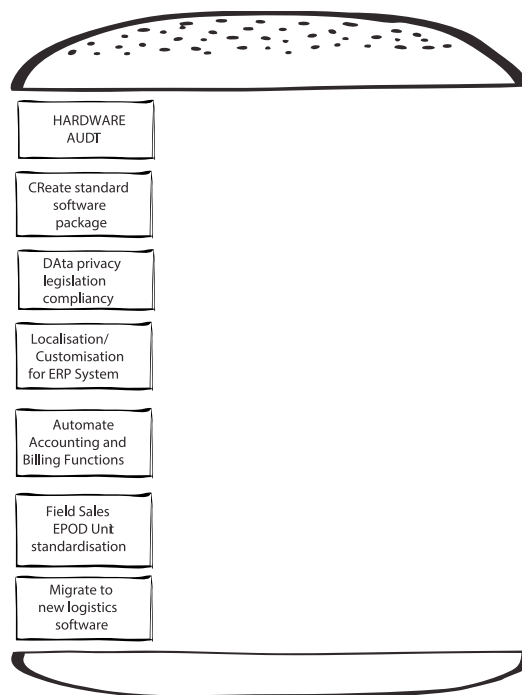 HARDWARE
AUDT
CReate standard
software
package
DAta privacy
legislation
compliancy
Localisation/
Customisation
for ERP System
Automate
Accounting and
Billing Functions
Field Sales
EPOD Unit
standardisation
Migrate to
new logistics
software